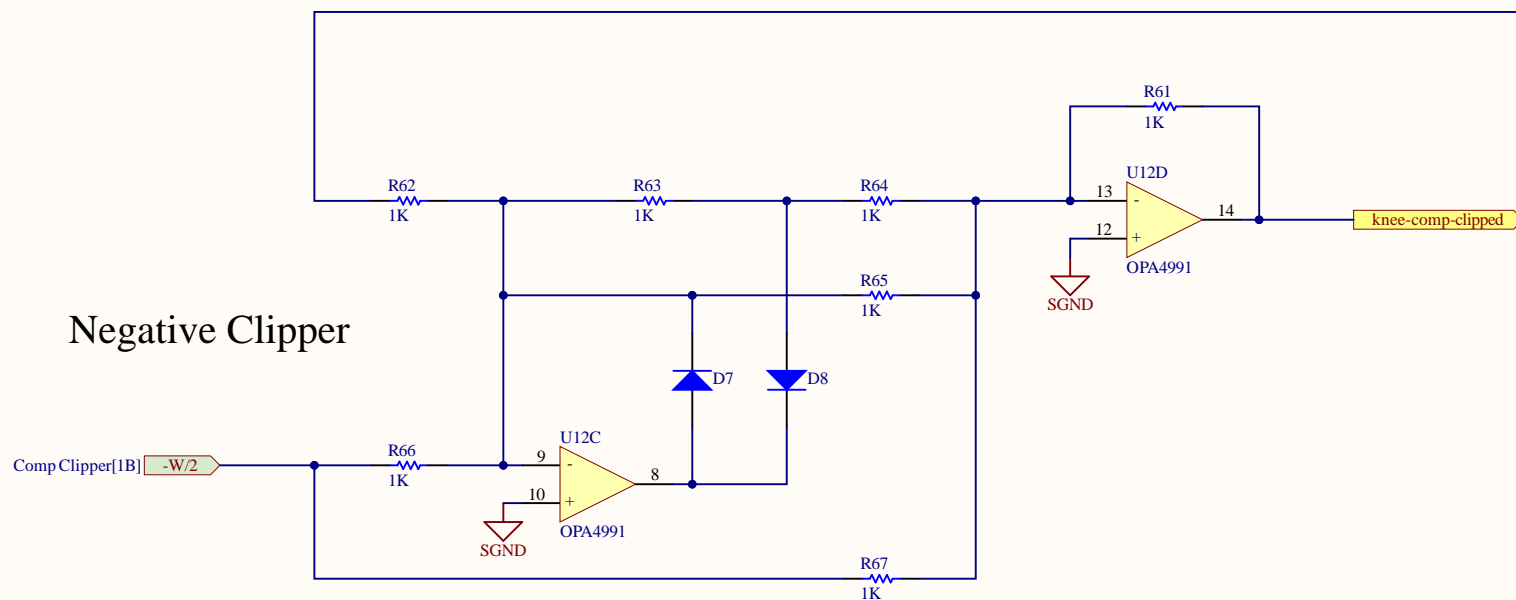 R61
1K
U12D
13
-
14
12
+
OPA4991
knee-comp-clipped
SGND
R62
1K
R63
1K
R64
1K
R65
1K
Negative Clipper
D7
D8
U12C
Comp Clipper[1B] -W/2
R66
1K
9
-
8
10
+
OPA4991
SGND
R67
1K